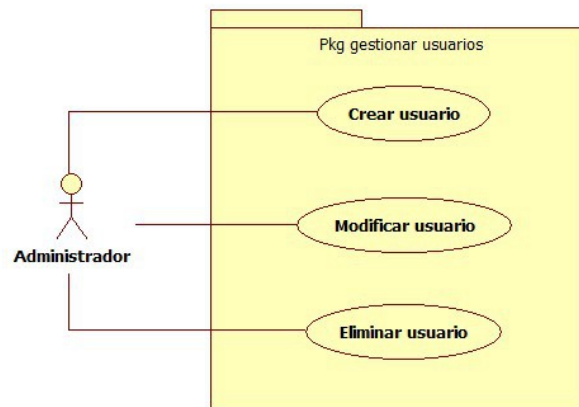 Pkg gestionar usuarios
Crear usuario
Modificar usuario
Administrador
Eliminar usuario